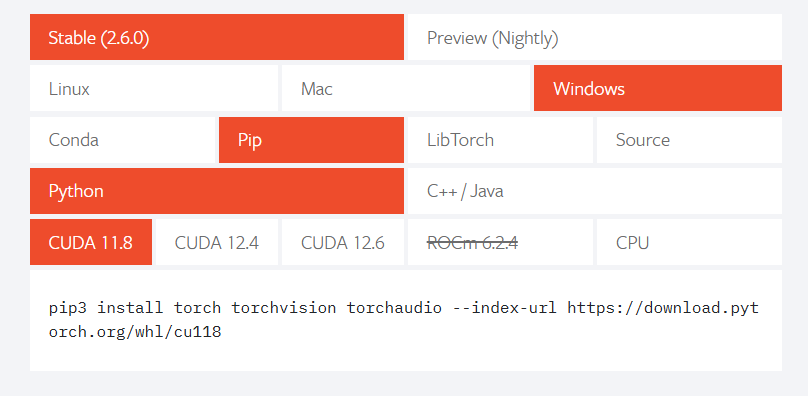 Stable (2.6.0) Preview (Nightly)
Linux Mac Windows
Conda Pip LibTorch Source
Python C++ / Java
CUDA 11.8 CUDA 12.4 CUDA 12.6 ROCm 6.2.4 CPU
pip3 install torch torchvision torchaudio --index-url https://download.pyt
orch.org/whl/cu118